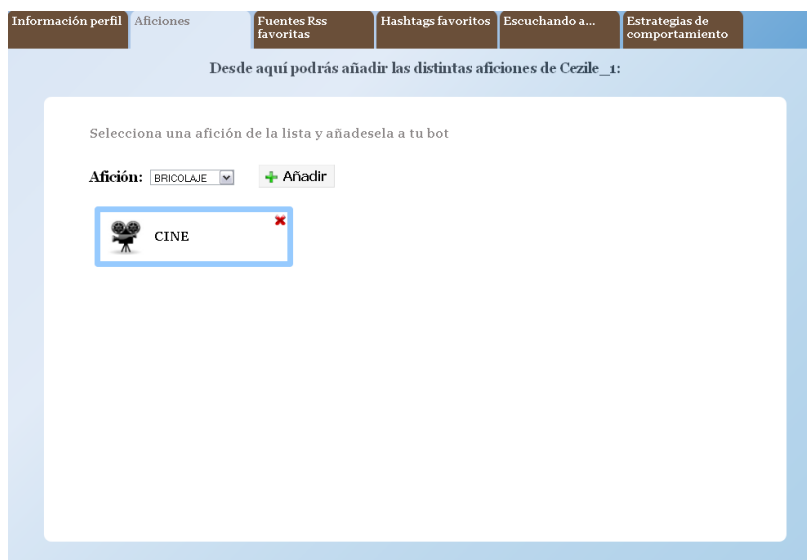 Información perfil
Aficiones
Fuentes Rss
favoritas
Hashtags favoritos
Escuchando a...
Estrategias de
comportamiento
Desde aquí podrás añadir las distintas aficiones de Cezile_1:
Selecciona una afición de la lista y añadesela a tu bot
Afición: BRICOLAJE Añadir
CINE